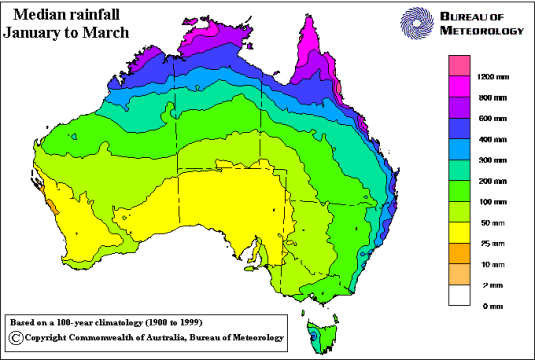 Median rainfall
January to March
BUREAU OF
METEOROLOGY
1200 mm
800 mm
600 mm
400 mm
300 mm
200 mm
100 mm
50 mm
25 mm
10 mm
2 mm
0 mm
Based on a 100-year climatology (1900 to 1999)
© Copyright Commonwealth of Australia, Bureau of Meteorology